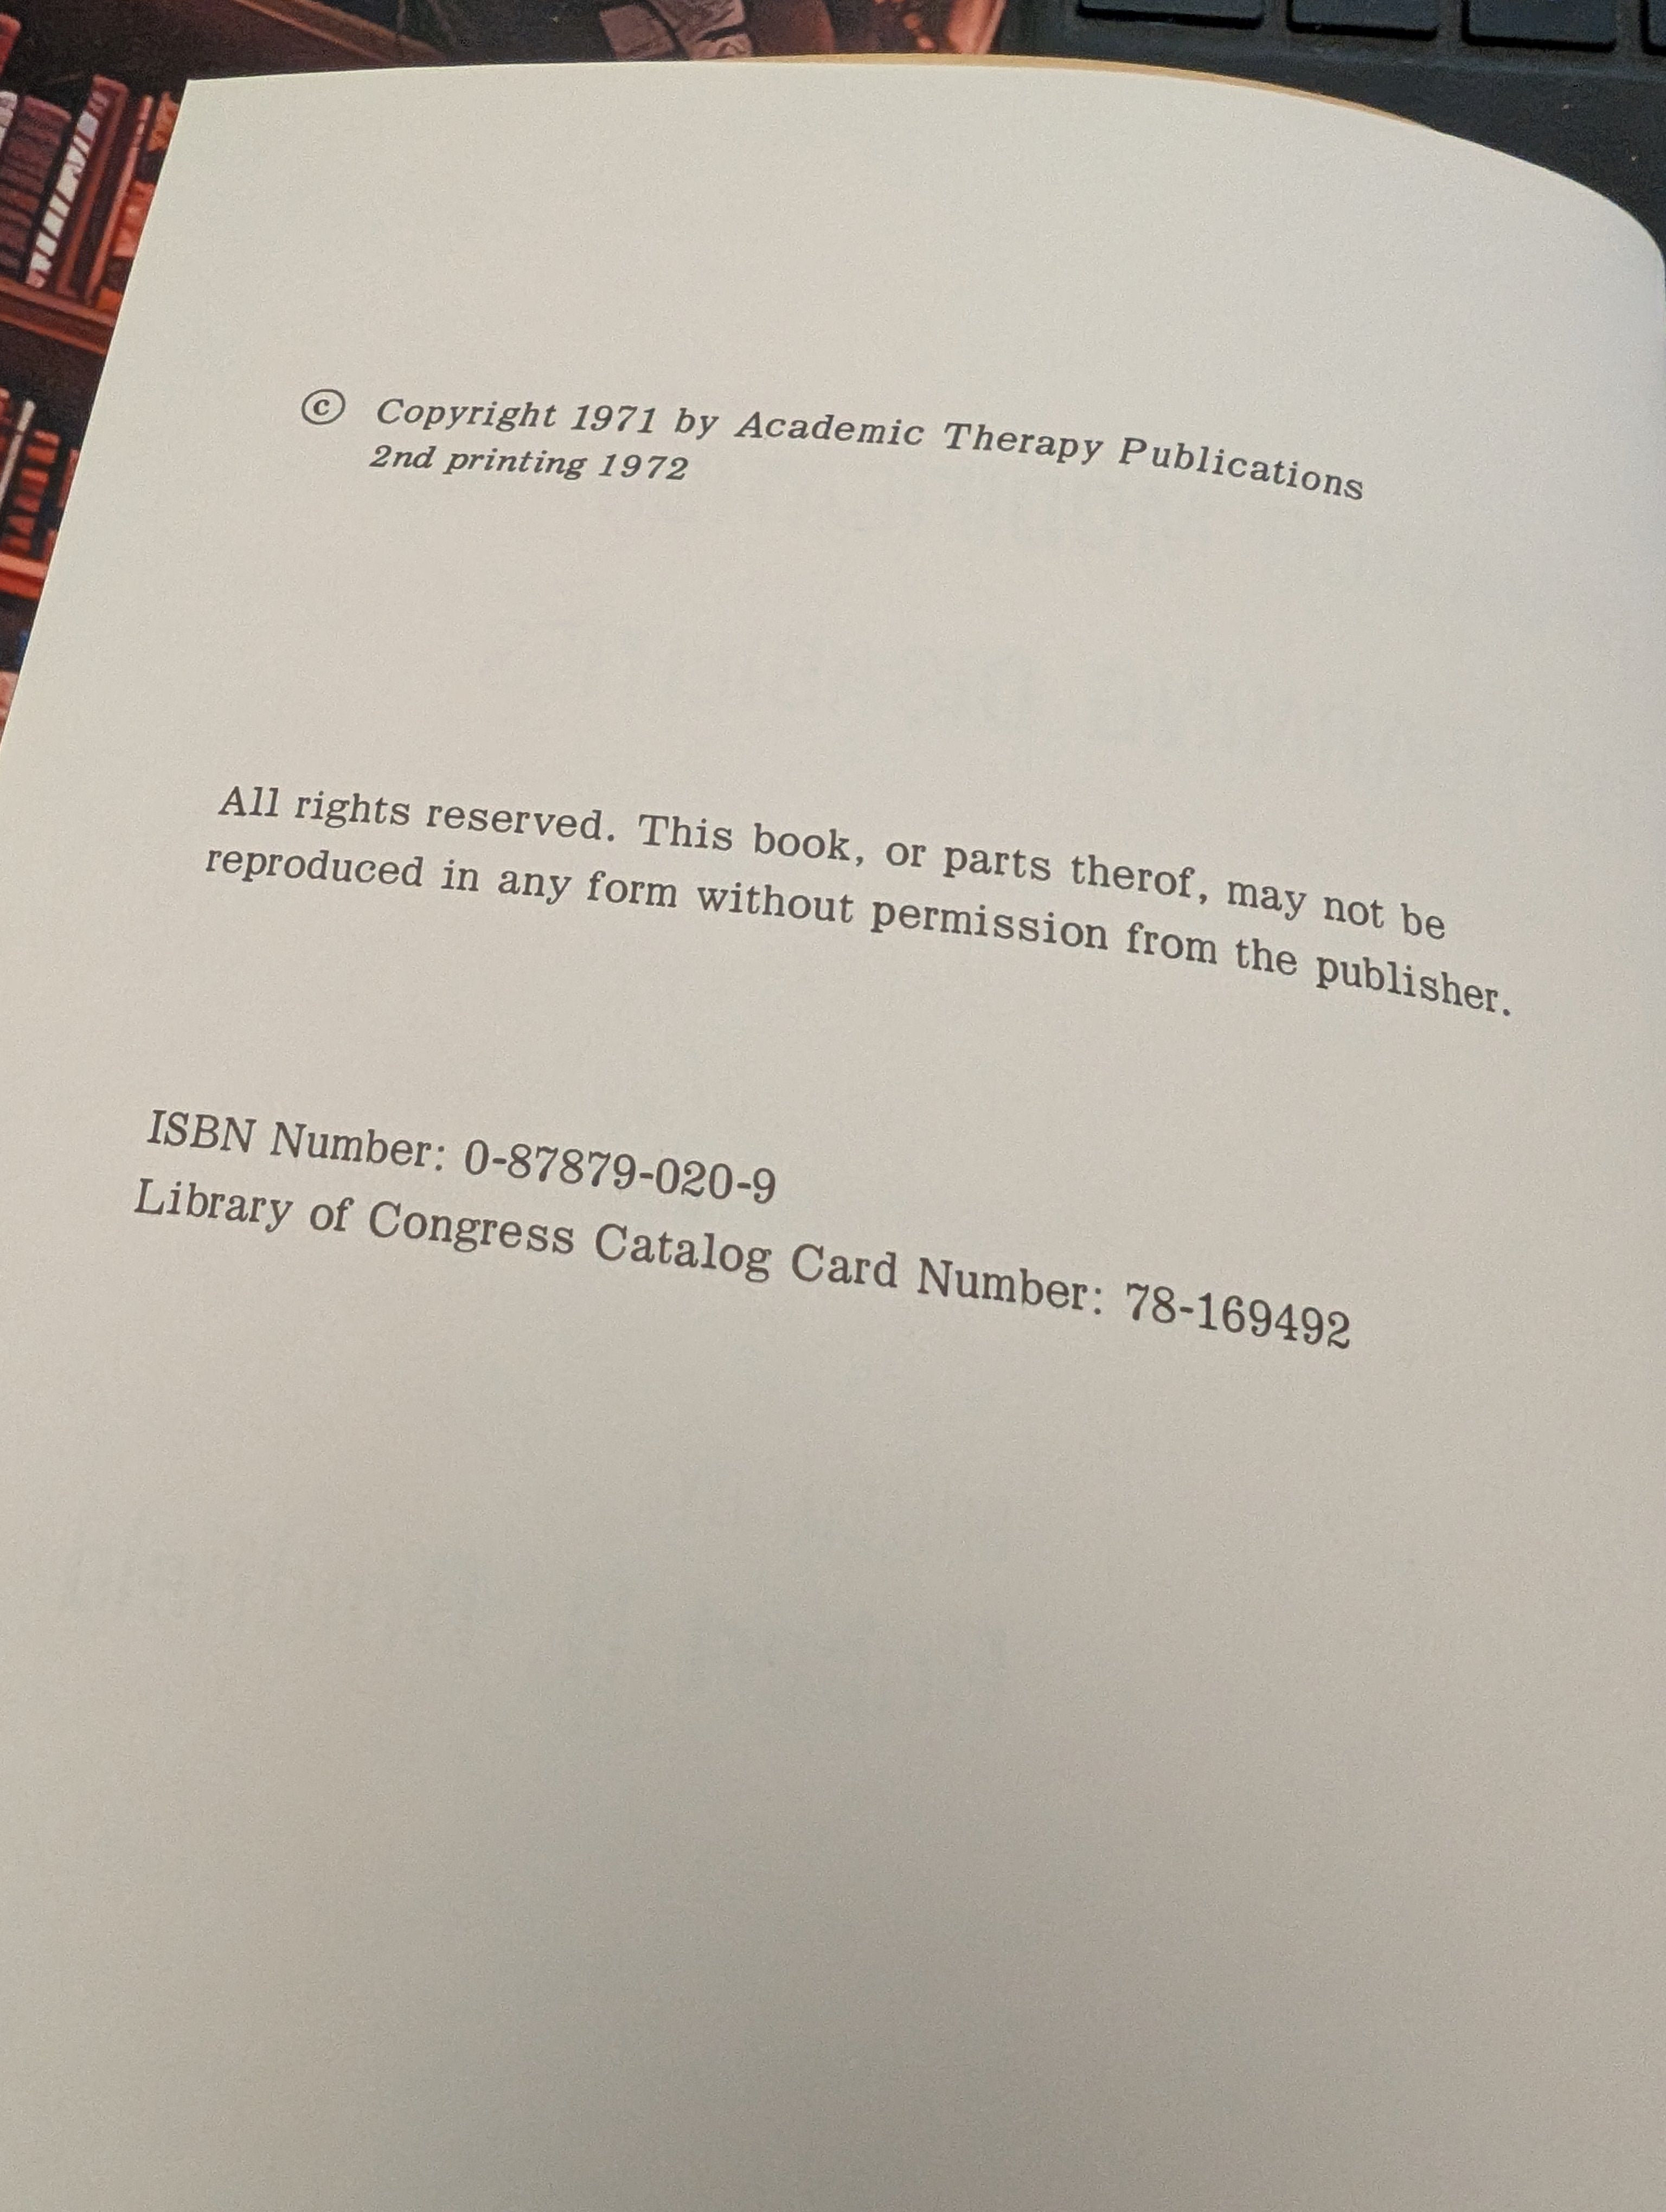 © Copyright 1971 by Academic Therapy Publications
2nd printing 1972
All rights reserved. This book, or parts therof, may not be
reproduced in any form without permission from the publisher.
ISBN Number: 0-87879-020-9
Library of Congress Catalog Card Number: 78-169492